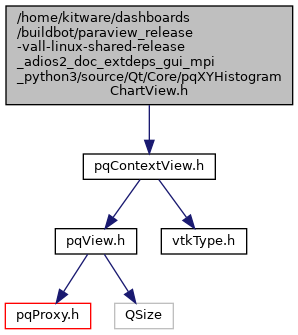 /home/kitware/dashboards
/buildbot/paraview_release
-vall-linux-shared-release
_adios2_doc_extdeps_gui_mpi
_python3/source/Qt/Core/pqXYHistogram
ChartView.h
pqContextView.h
pqView.h
vtkType.h
pqProxy.h
QSize